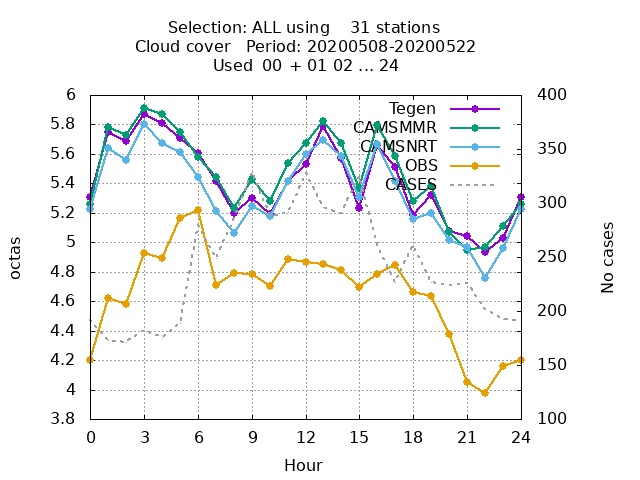 Selection: ALL using 31 stations
Cloud cover Period: 20200508-20200522
Used 00 + 01 02 ... 24
6 400
Tegen
5.8
CAMSMMR
5.6 350
CAMSNRT
OBS
5.4
CASES
5.2 300
5
250
4.8
4.6 200
4.4
4.2 150
4
3.8 100
octas
No cases
0 3 6 9 12 15 18 21 24
Hour